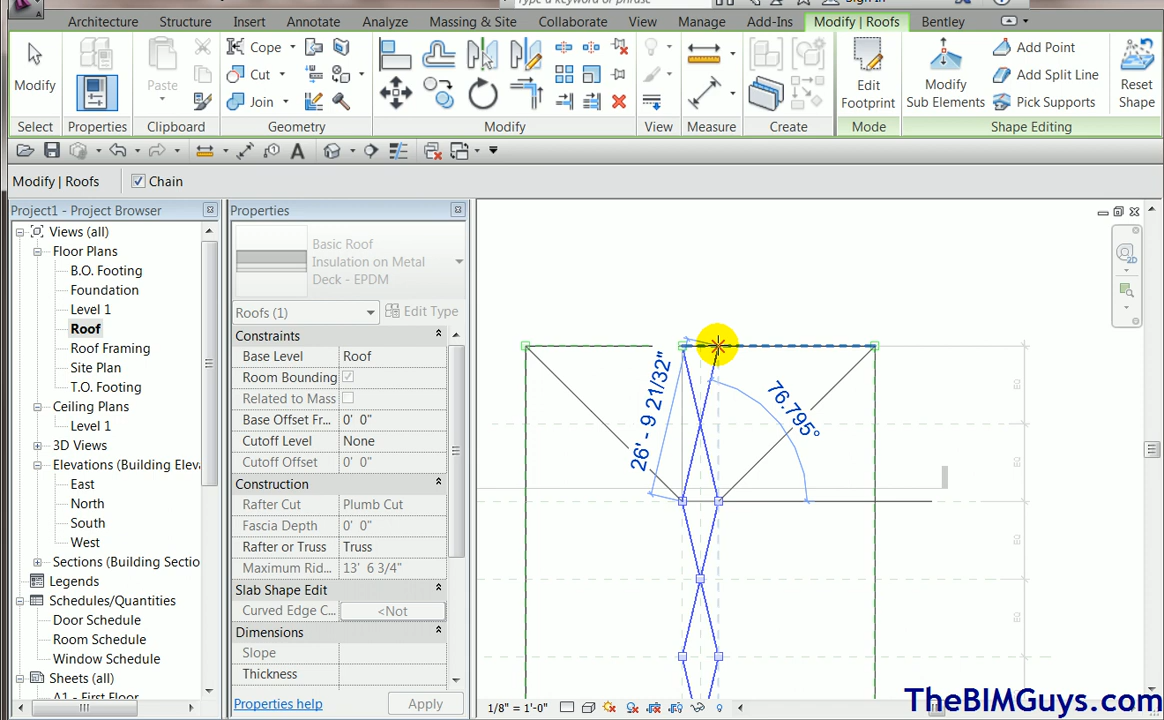 Architecture Structure Insert Annotate Analyze Massing & Site Collaborate View Manage Add-Ins Modify | Roofs Bentley
Modify
Paste
Cope
Cut
Join
Edit
Footprint
Modify
Sub Elements
Add Point
Add Split Line
Pick Supports
Reset
Shape
Select Properties Clipboard Geometry Modify View Measure Create Mode Shape Editing
Modify | Roofs Chain
Project1 - Project Browser
Views (all)
Floor Plans
B.O. Footing
Foundation
Level 1
Roof
Roof Framing
Site Plan
T.O. Footing
Ceiling Plans
Level 1
3D Views
Elevations (Building Eleva
East
North
South
West
Sections (Building Sectio
Legends
Schedules/Quantities
Door Schedule
Room Schedule
Window Schedule
Sheets (all)
A1 - First Floor
Properties
Basic Roof
Insulation on Metal
Deck - EPDM
Roofs (1) Edit Type
Constraints
Base Level Roof
Room Bounding
Related to Mass
Base Offset Fr... 0' 0"
Cutoff Level None
Cutoff Offset 0' 0"
Construction
Rafter Cut Plumb Cut
Fascia Depth 0' 0"
Rafter or Truss Truss
Maximum Rid... 13' 6 3/4"
Slab Shape Edit
Curved Edge C... <Not
Dimensions
Slope
Thickness
Properties help Apply
26' - 9 21/32"
76.795°
EQ
EQ
EQ
EQ
1/8" = 1'-0"
TheBIMGuys.com